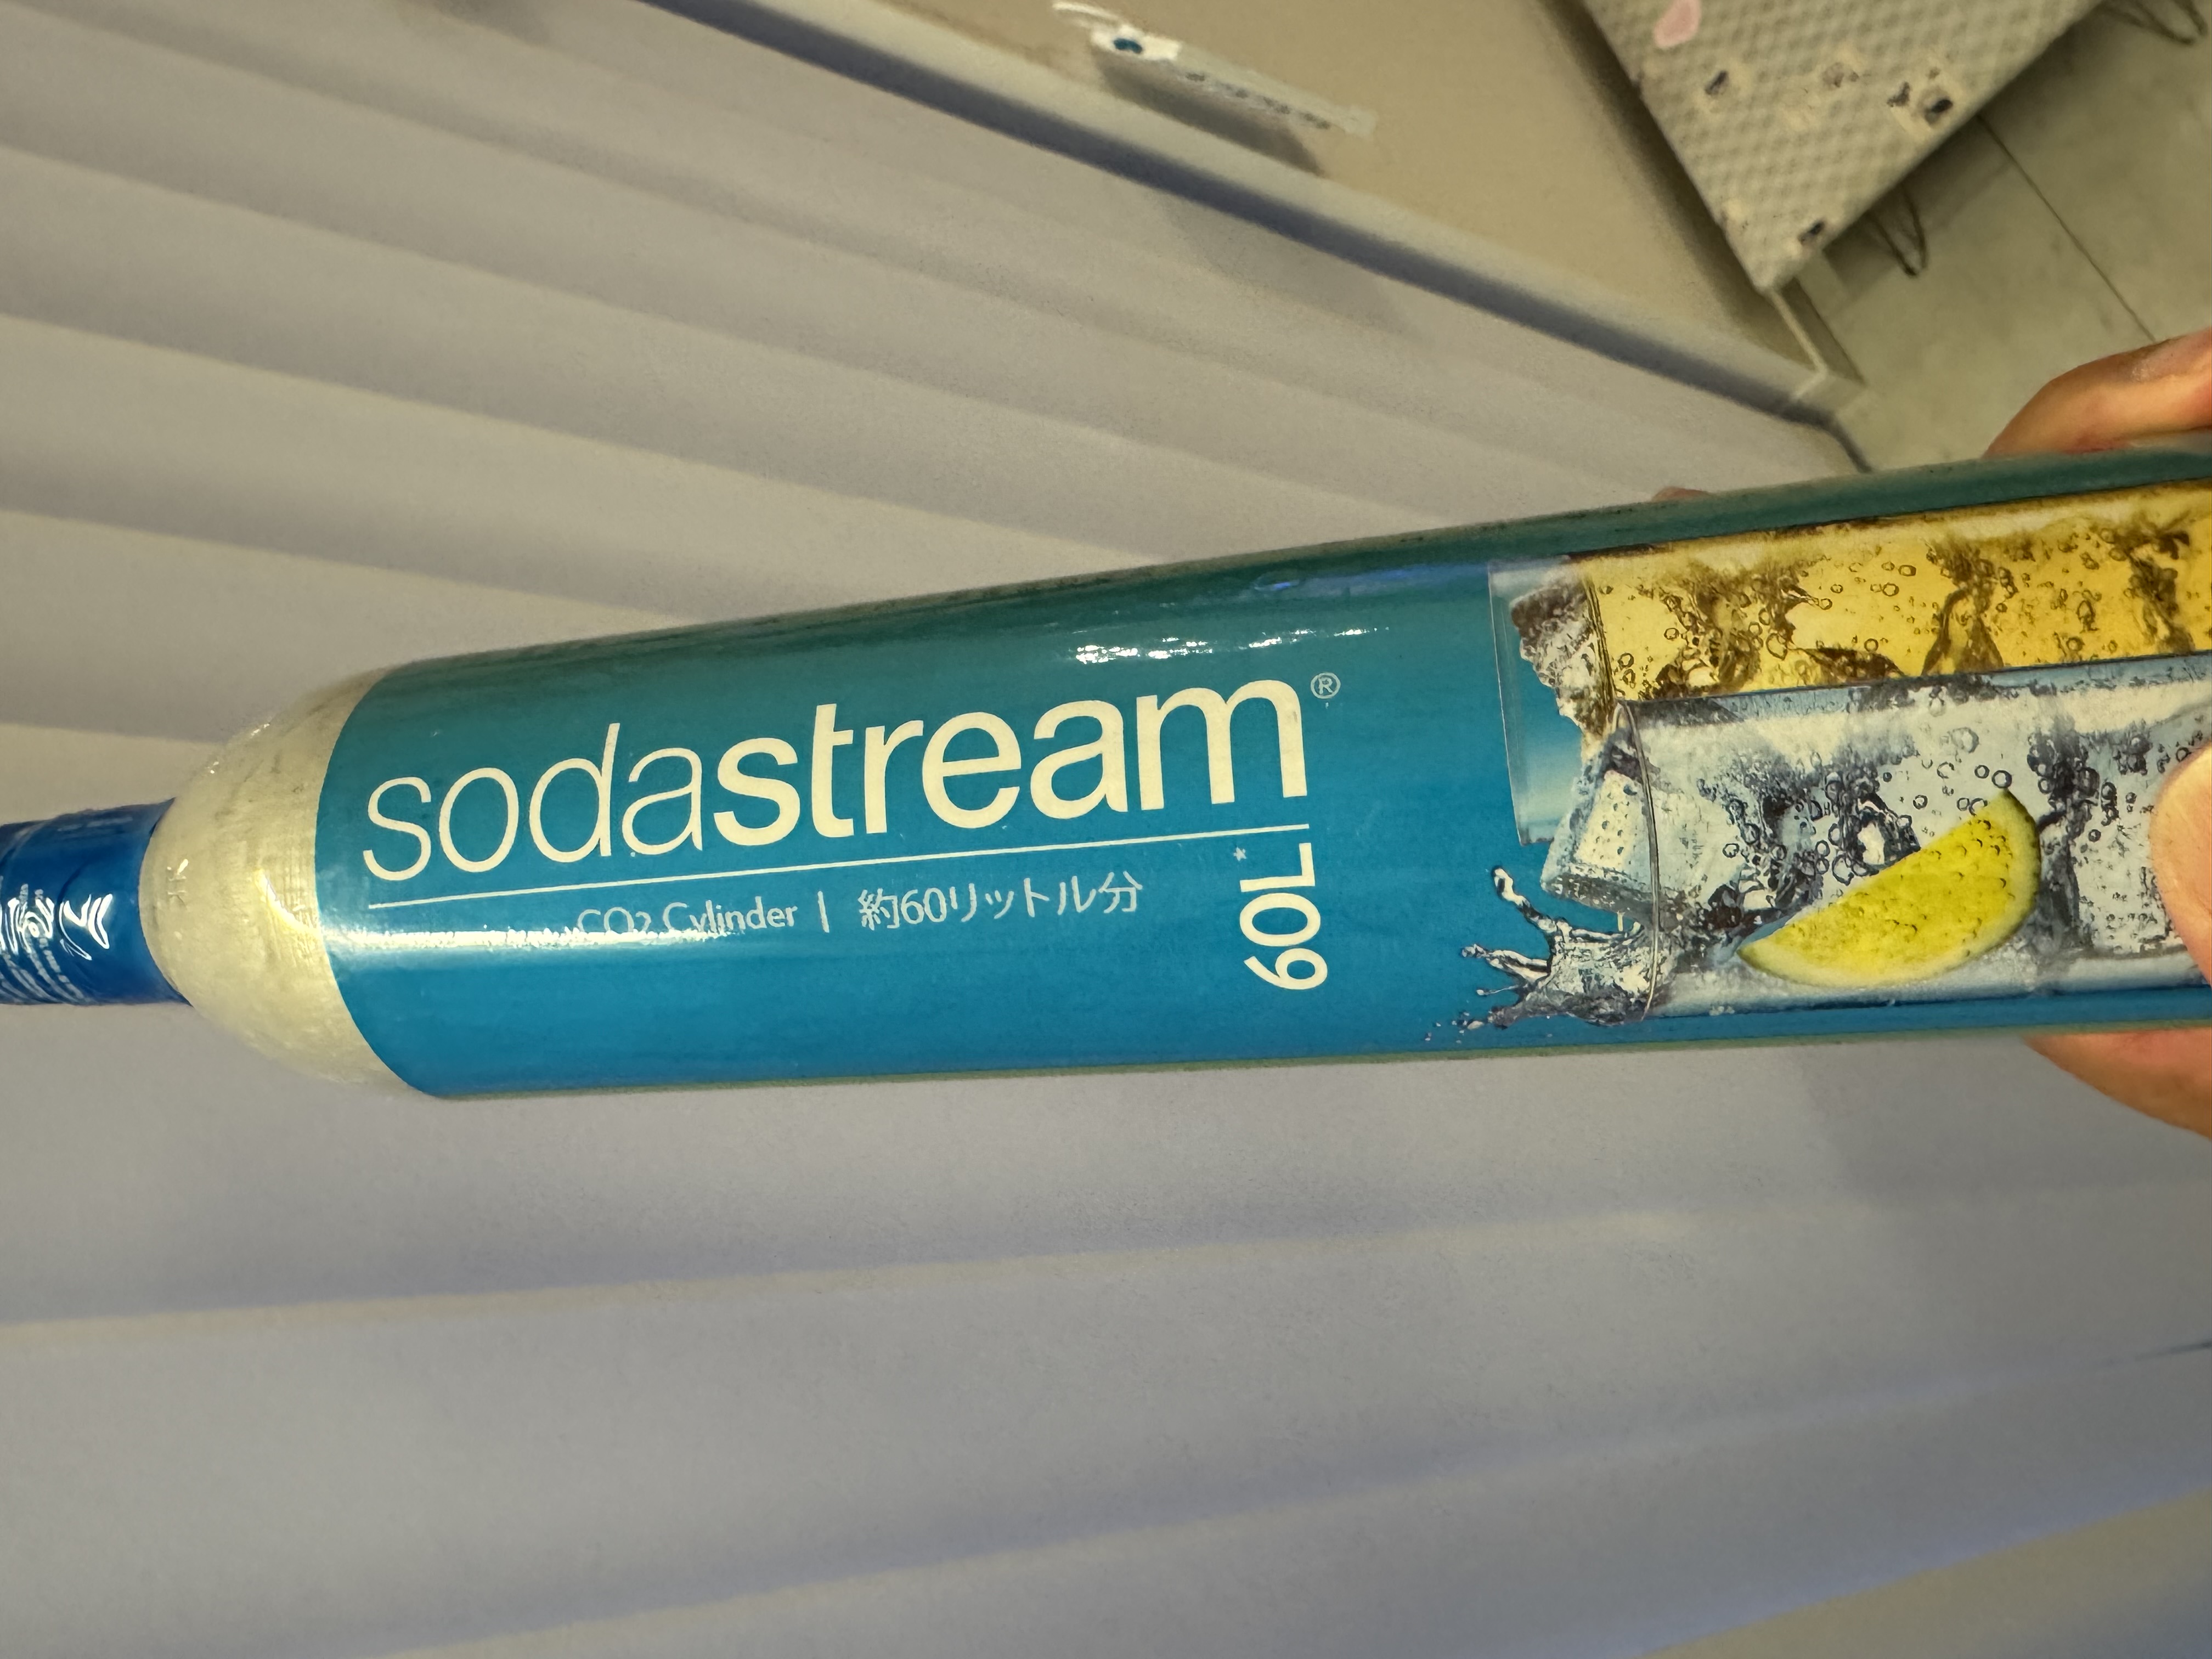 sodastream®
CO2 Cylinder | 約60リットル分
60L*